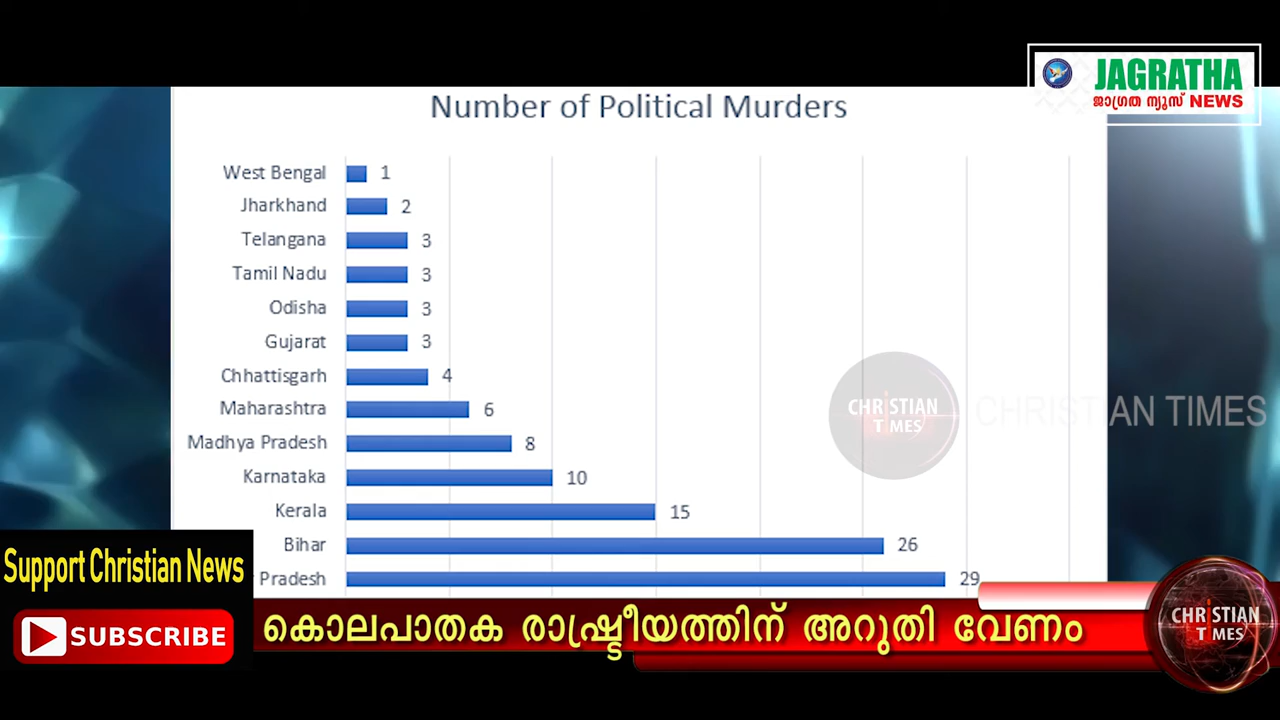 JAGRATHA
ജാഗ്രത ന്യൂസ് NEWS
Number of Political Murders
West Bengal 1
Jharkhand 2
Telangana 3
Tamil Nadu 3
Odisha 3
Gujarat 3
Chhattisgarh 4
Maharashtra 6
Madhya Pradesh 8
Karnataka 10
Kerala 15
Bihar 26
Pradesh 29
CHRISTIAN TIMES
CHRISTIAN TIMES
Support Christian News
SUBSCRIBE
കൊലപാതക രാഷ്ട്രീയത്തിന് അറുതി വേണം
CHRISTIAN
TIMES